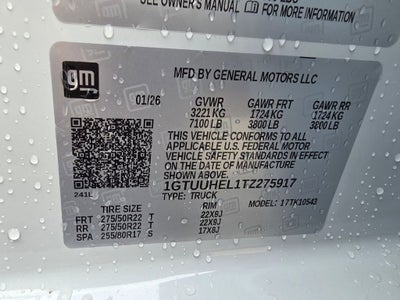 SEE OWNER'S MANUAL FOR MORE INFORMATION
gm
MFD BY GENERAL MOTORS LLC
01/26 GVWR GAWR FRT GAWR RR
3221 KG 1724 KG 1724 KG
7100 LB 3800 LB 3800 LB
THIS VEHICLE CONFORMS TO ALL
APPLICABLE U.S. FEDERAL MOTOR
VEHICLE SAFETY STANDARDS IN
EFFECT ON THE DATE OF MANUFACTURE
SHOWN ABOVE.
1GTUUHEL1TZ275917
241L TYPE: TRUCK
TIRE SIZE RIM MODEL: 17TK10543
FRT 275/50R22 T 22X9J
RR 275/50R22 T 22X9J
SPA 255/80R17 S 17X8J